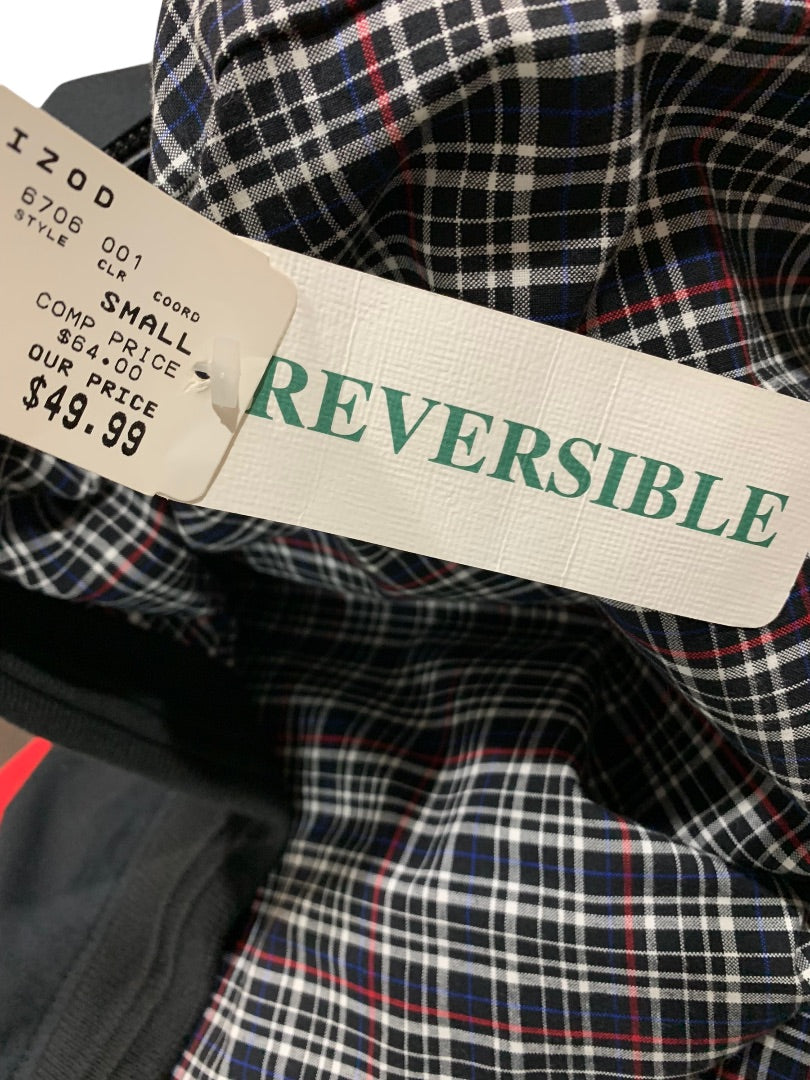 IZOD
6706 001
STYLE CLR COORD
SMALL
COMP PRICE
$64.00
OUR PRICE
$49.99
REVERSIBLE